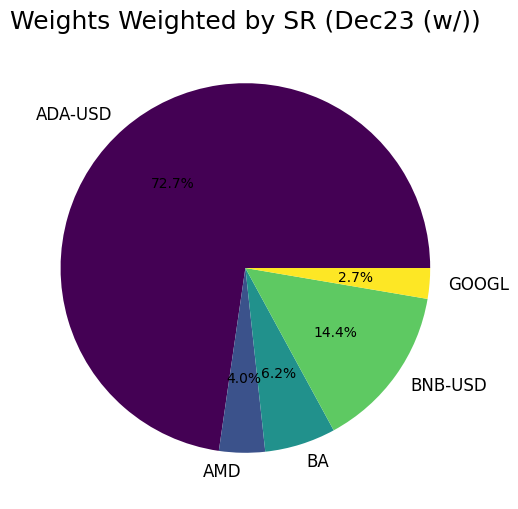 Weights Weighted by SR (Dec23 (w/))
ADA-USD
72.7%
2.7%
GOOGL
14.4%
BNB-USD
4.0%
6.2%
AMD
BA